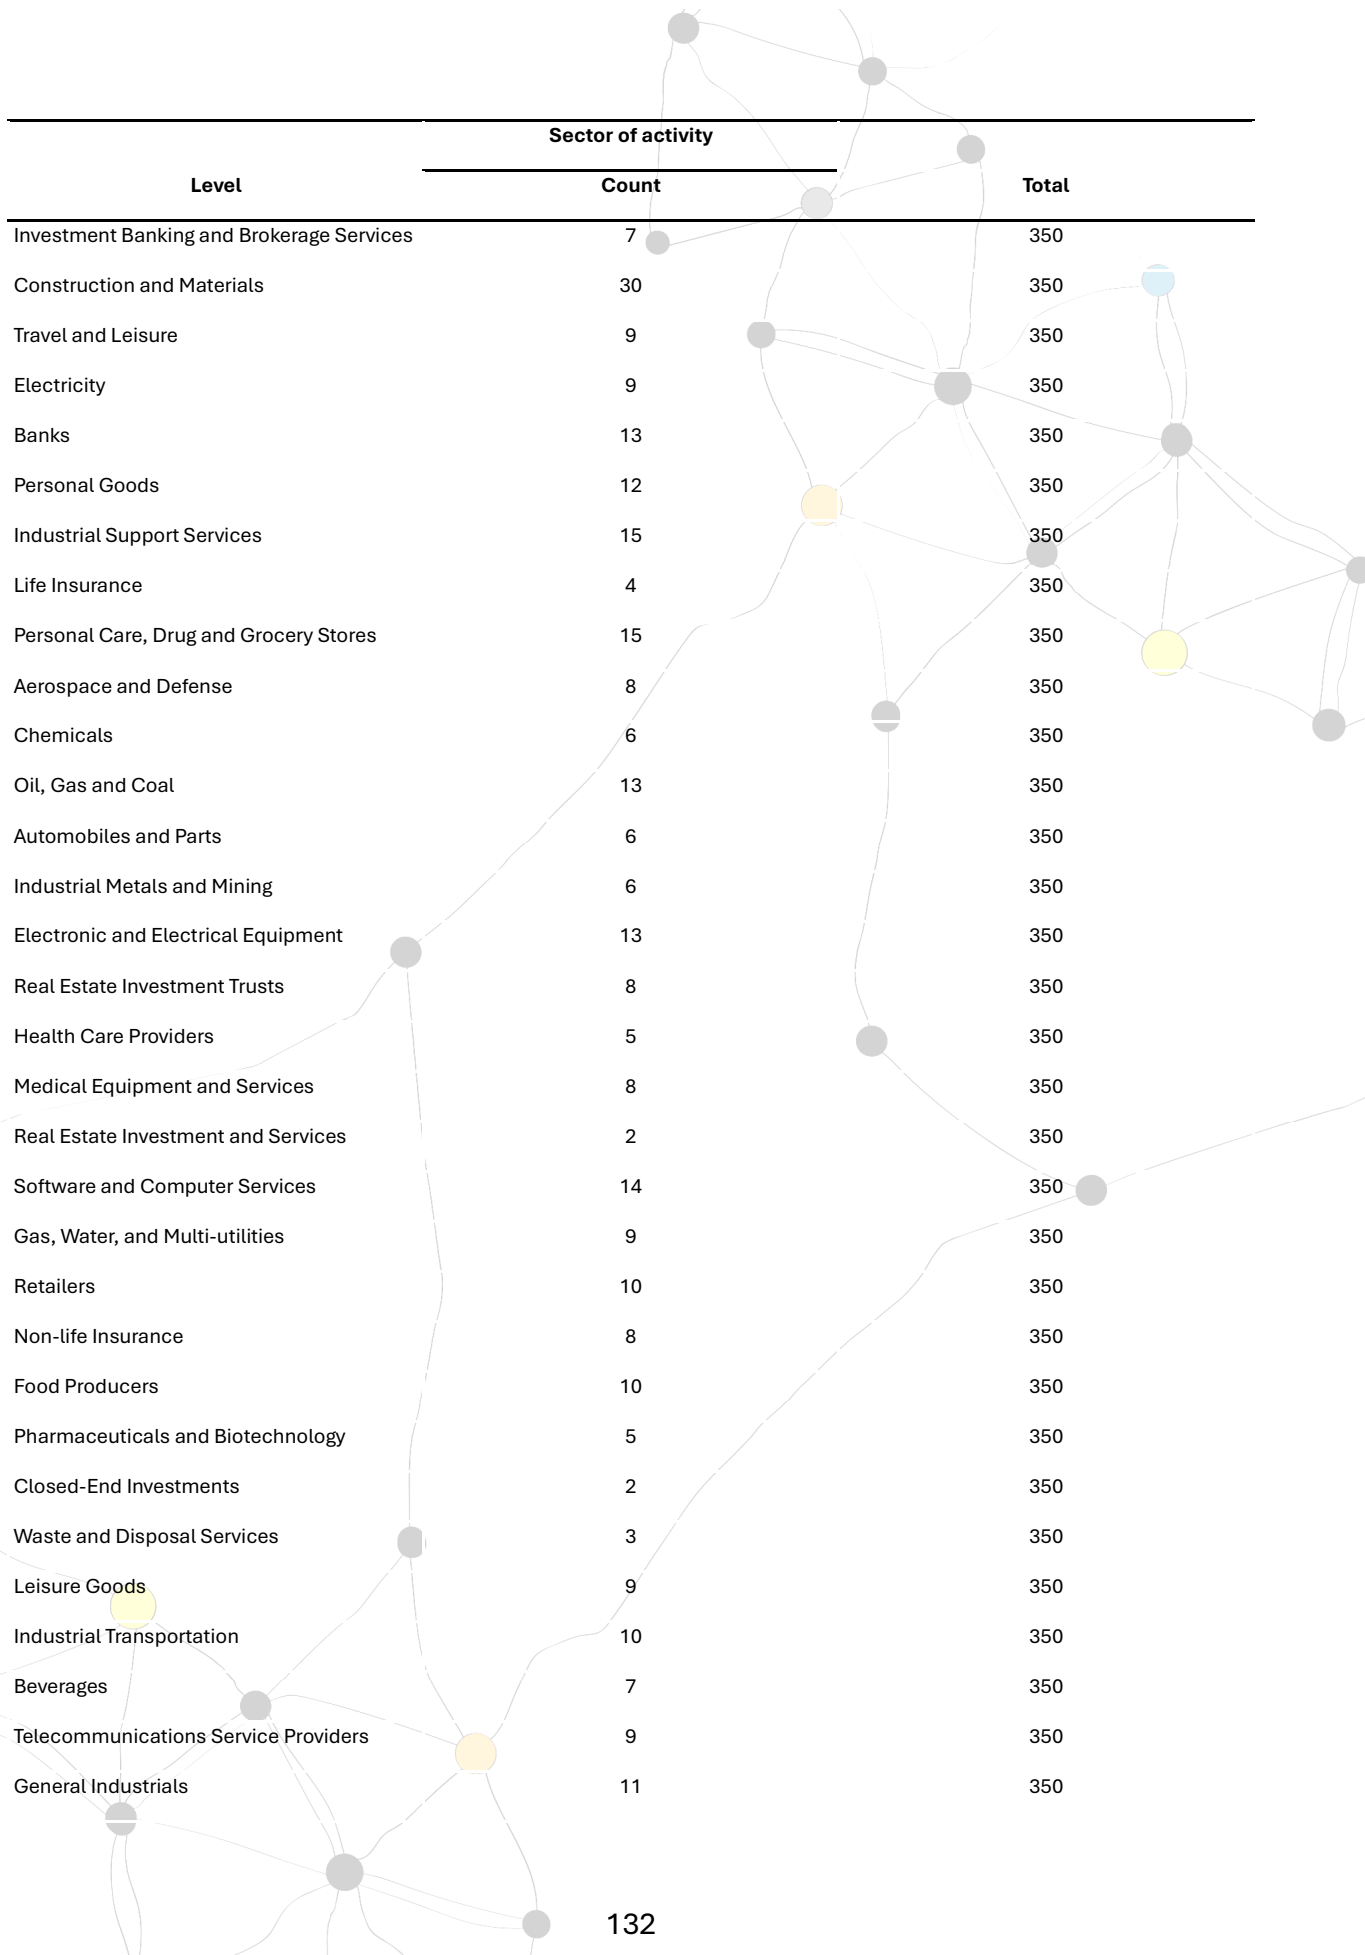 Sector of activity
Level Count Total
Investment Banking and Brokerage Services 7 350
Construction and Materials 30 350
Travel and Leisure 9 350
Electricity 9 350
Banks 13 350
Personal Goods 12 350
Industrial Support Services 15 350
Life Insurance 4 350
Personal Care, Drug and Grocery Stores 15 350
Aerospace and Defense 8 350
Chemicals 6 350
Oil, Gas and Coal 13 350
Automobiles and Parts 6 350
Industrial Metals and Mining 6 350
Electronic and Electrical Equipment 13 350
Real Estate Investment Trusts 8 350
Health Care Providers 5 350
Medical Equipment and Services 8 350
Real Estate Investment and Services 2 350
Software and Computer Services 14 350
Gas, Water, and Multi-utilities 9 350
Retailers 10 350
Non-life Insurance 8 350
Food Producers 10 350
Pharmaceuticals and Biotechnology 5 350
Closed-End Investments 2 350
Waste and Disposal Services 3 350
Leisure Goods 9 350
Industrial Transportation 10 350
Beverages 7 350
Telecommunications Service Providers 9 350
General Industrials 11 350
132